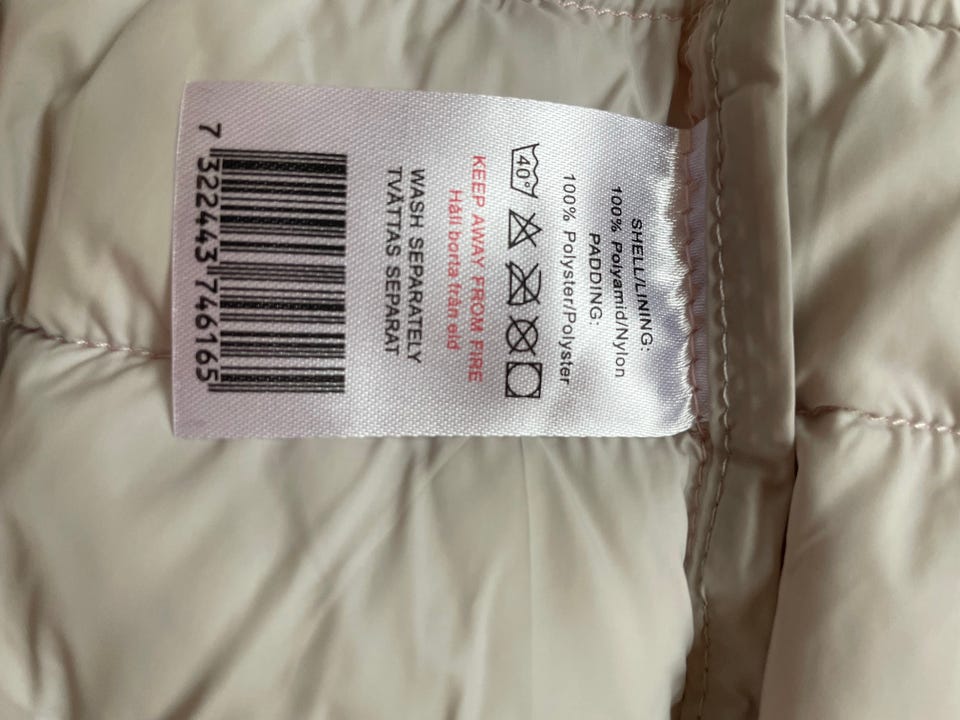 SHELL/LINING:
100% Polyamid/Nylon
PADDING:
100% Polyster/Polyster
40°
KEEP AWAY FROM FIRE
Håll borta från eld
WASH SEPARATELY
TVÄTTAS SEPARAT
7 322443 746165